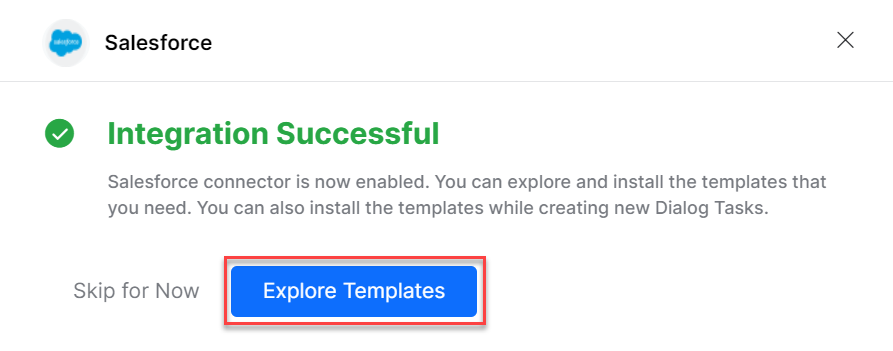 Salesforce
Integration Successful
Salesforce connector is now enabled. You can explore and install the templates that
you need. You can also install the templates while creating new Dialog Tasks.
Skip for Now
Explore Templates